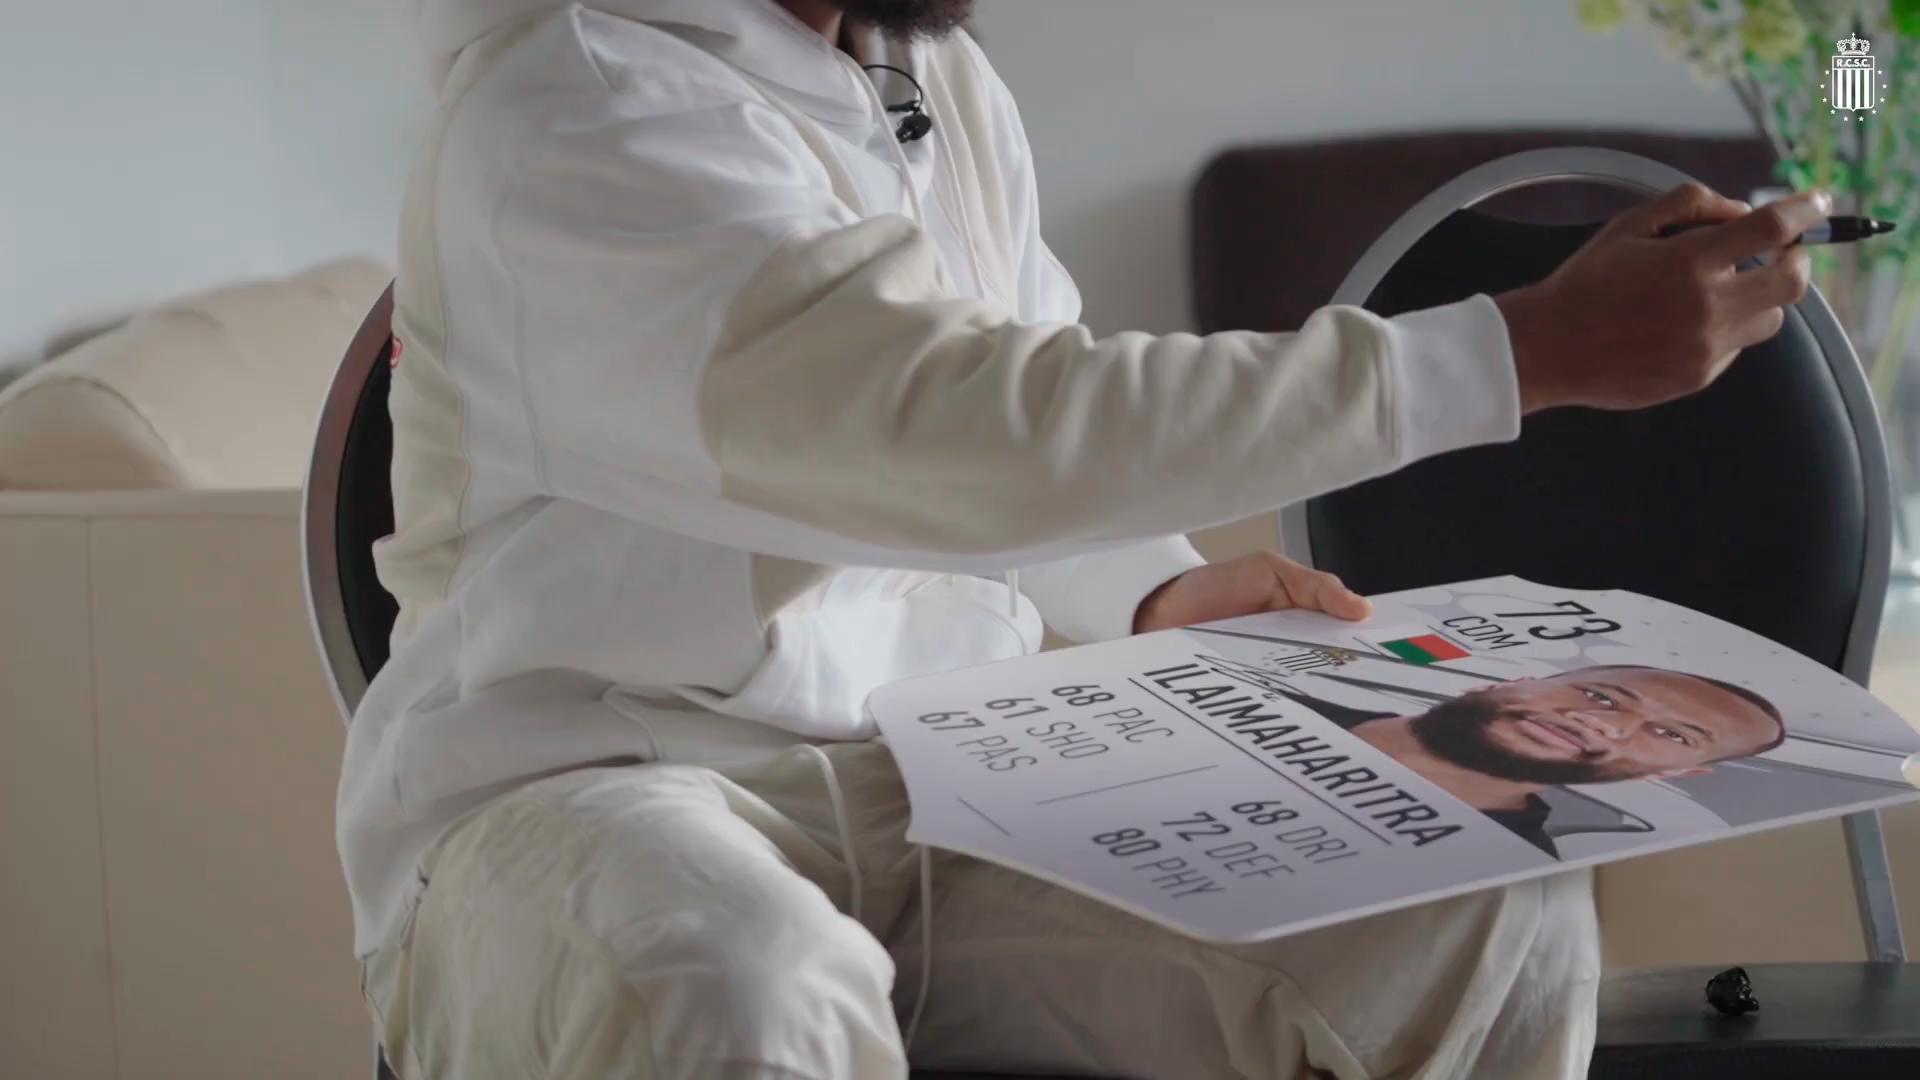 R.C.S.C.
73
CDM
ILAIMAHARITRA
68 PAC
61 SHO
67 PAS
68 DRI
72 DEF
80 PHY